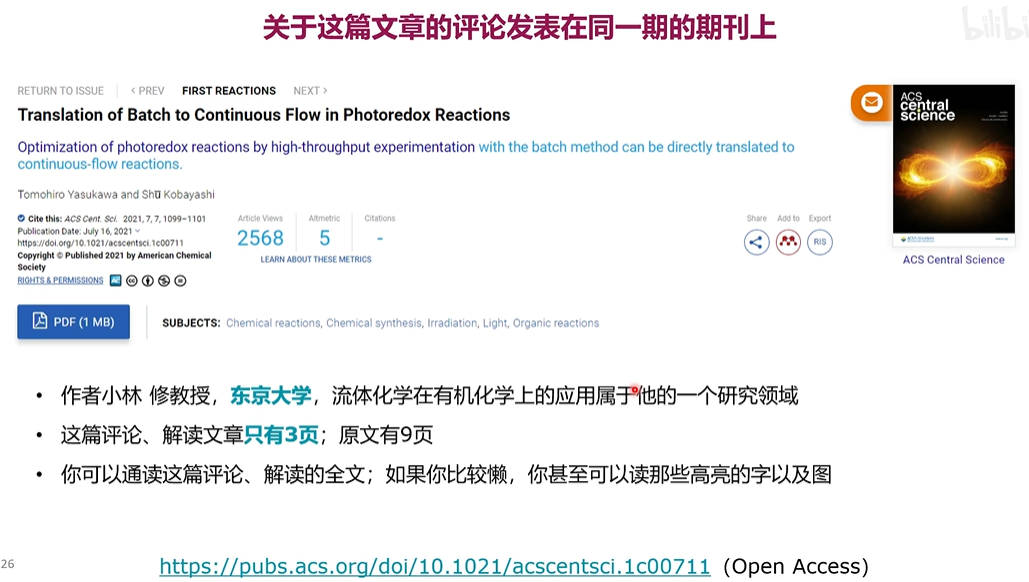 关于这篇文章的评论发表在同一期的期刊上
bilibi
RETURN TO ISSUE < PREV FIRST REACTIONS NEXT >
Translation of Batch to Continuous Flow in Photoredox Reactions
Optimization of photoredox reactions by high-throughput experimentation with the batch method can be directly translated to
continuous-flow reactions.
Tomohiro Yasukawa and Shū Kobayashi
Cite this: ACS Cent. Sci. 2021, 7, 7, 1099–1101
Publication Date: July 16, 2021
https://doi.org/10.1021/acscentsci.1c00711
Copyright © Published 2021 by American Chemical
Society
RIGHTS & PERMISSIONS
Article Views Altmetric Citations
2568 5 -
LEARN ABOUT THESE METRICS
Share Add to Export
RIS
ACS
central
science
ACS Central Science
PDF (1 MB)
SUBJECTS: Chemical reactions, Chemical synthesis, Irradiation, Light, Organic reactions
• 作者小林 修教授，东京大学，流体化学在有机化学上的应用属于他的一个研究领域
• 这篇评论、解读文章只有3页；原文有9页
• 你可以通读这篇评论、解读的全文；如果你比较懒，你甚至可以读那些高亮的字以及图
26
https://pubs.acs.org/doi/10.1021/acscentsci.1c00711 (Open Access)